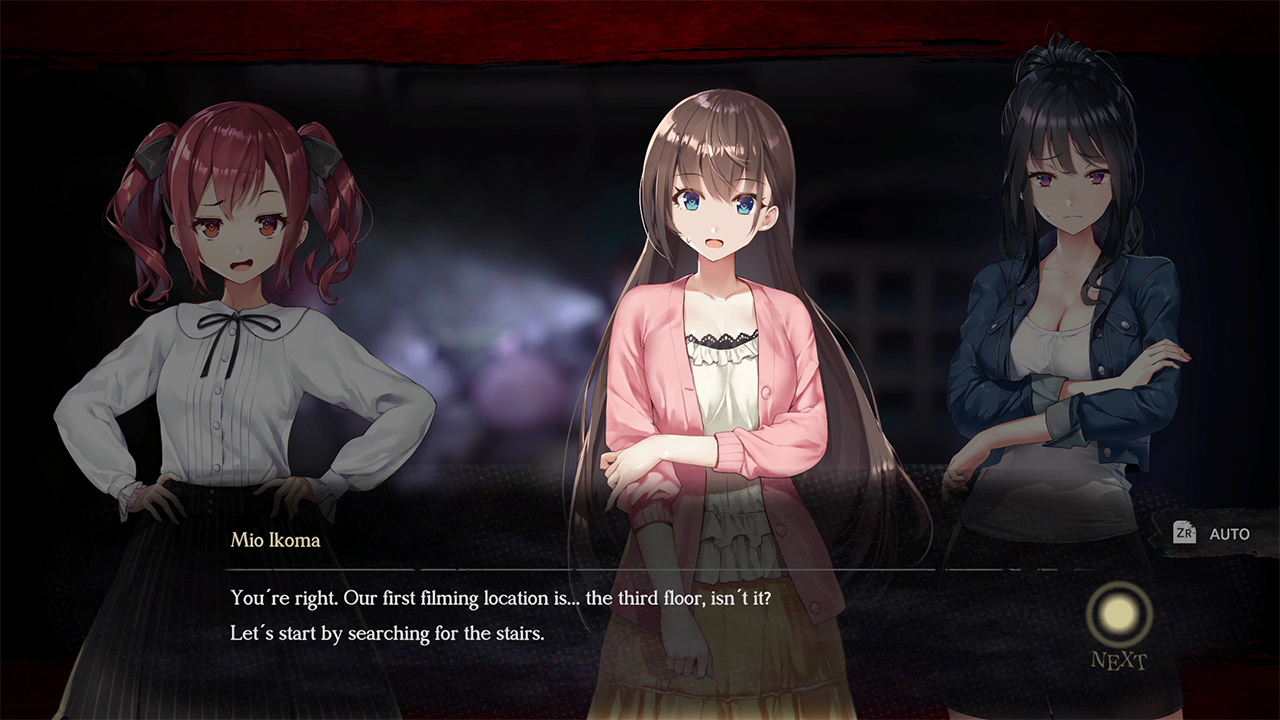 Mio Ikoma
You´re right. Our first filming location is... the third floor, isn´t it?
Let´s start by searching for the stairs.
ZR
AUTO
NEXT